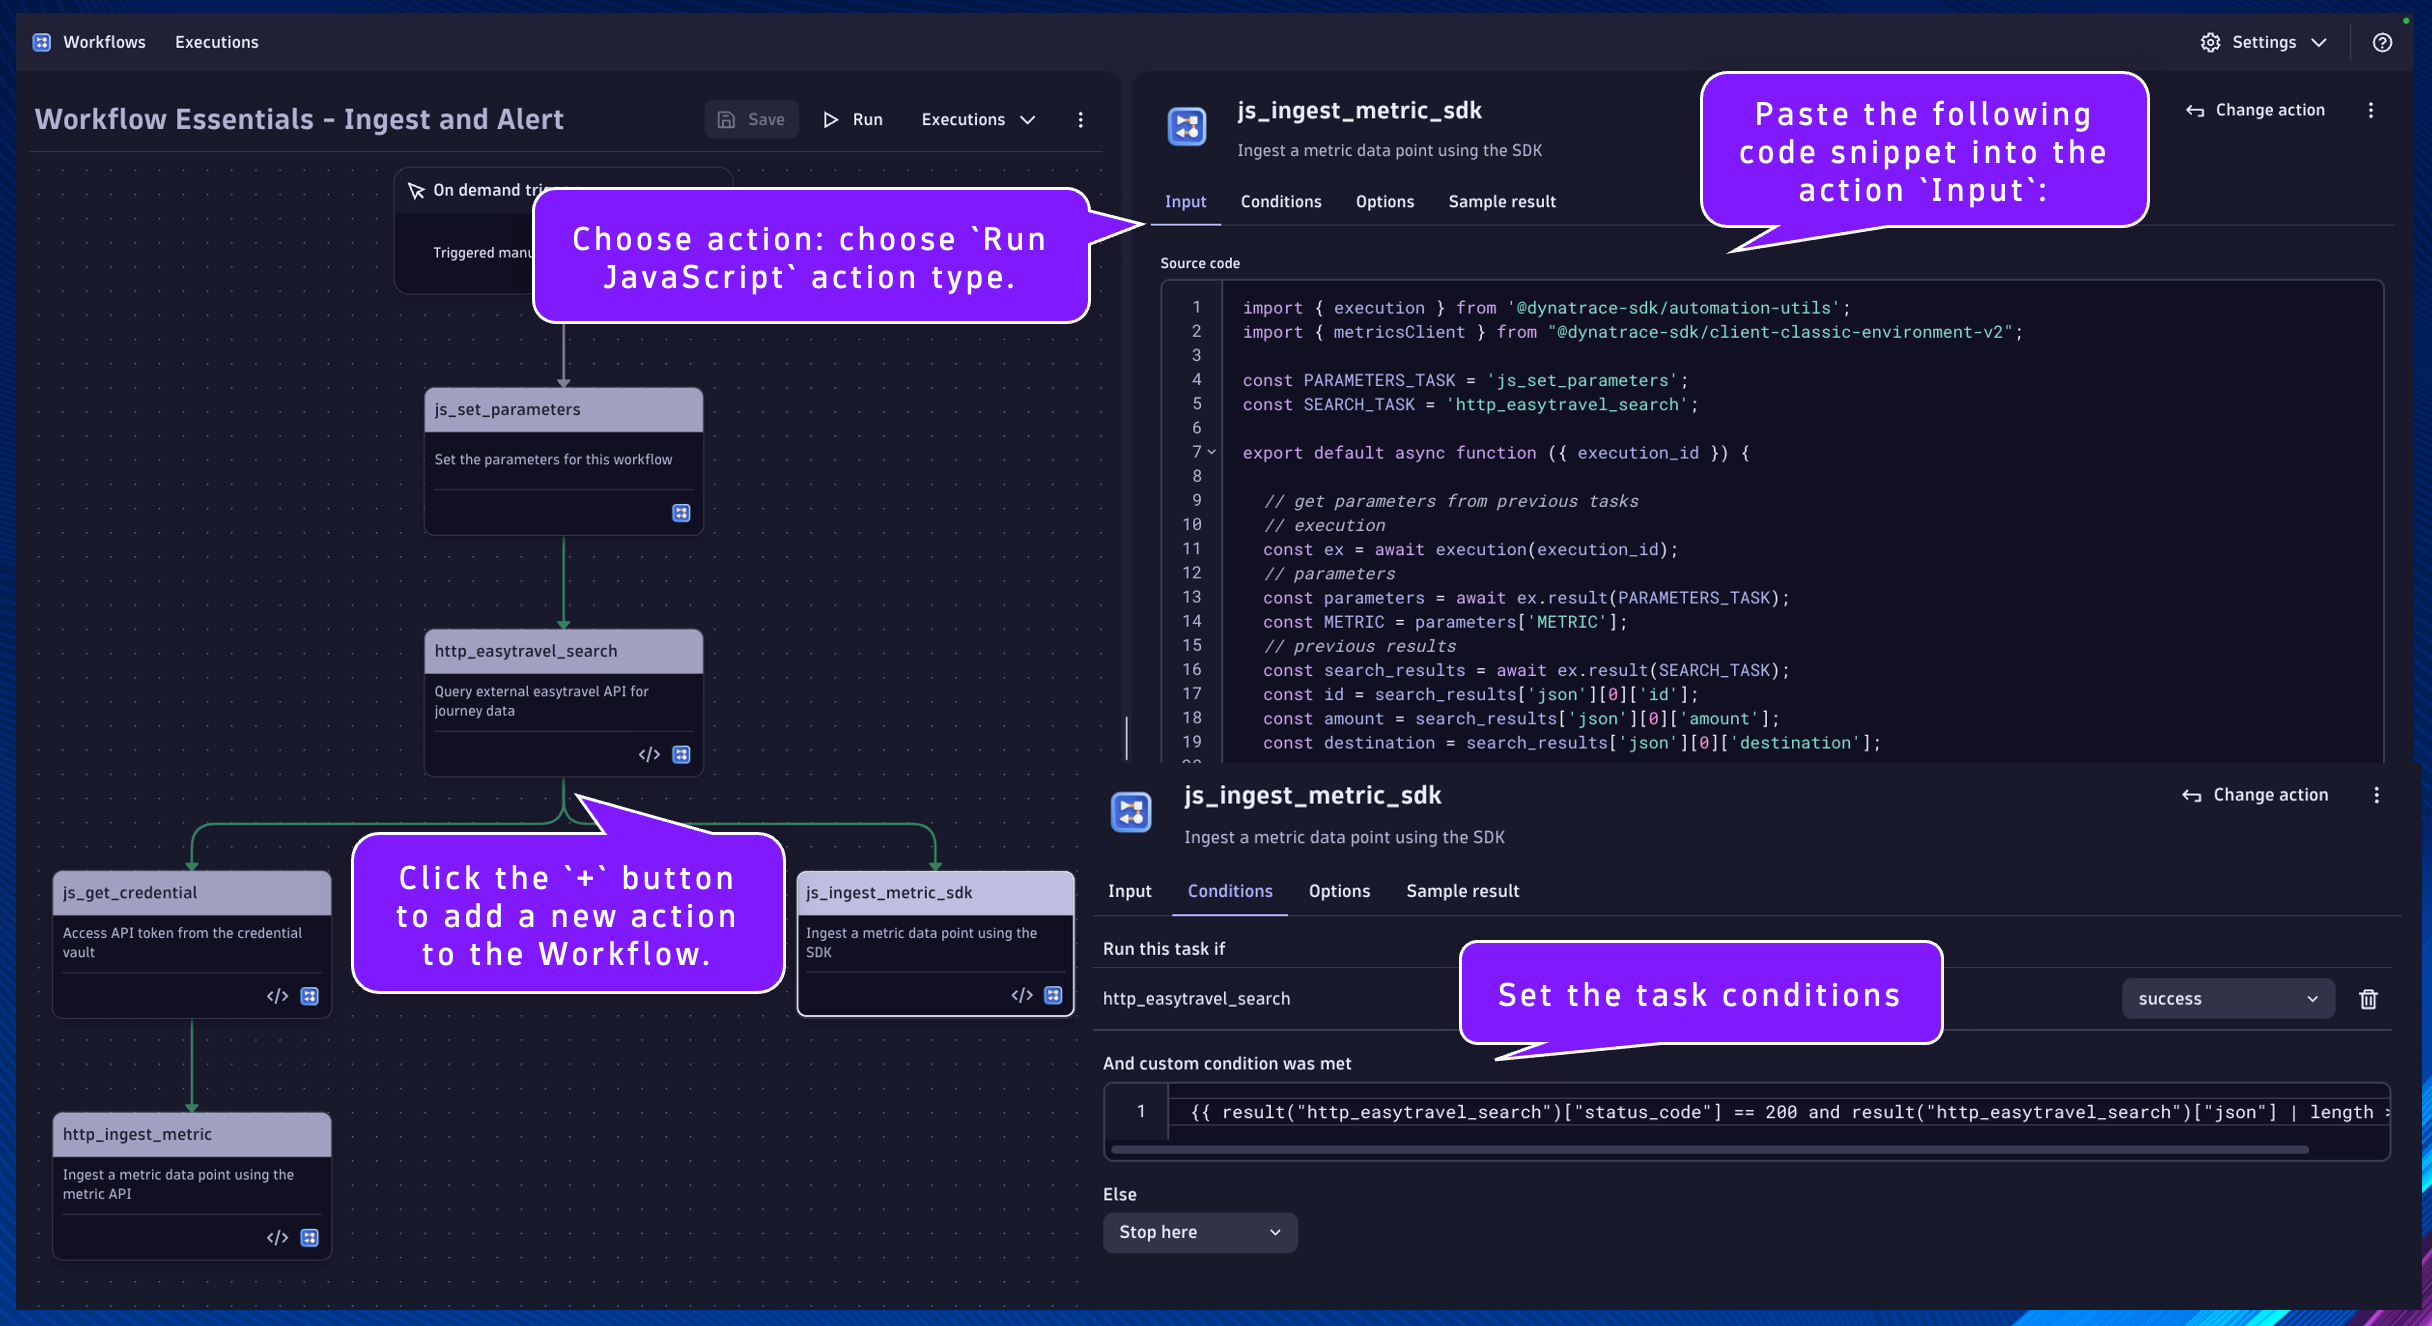 Workflows
Executions
Settings
Workflow Essentials - Ingest and Alert
Save
Run
Executions
On demand
Triggered
Choose action: choose `Run
JavaScript` action type.
js_set_parameters
Set the parameters for this workflow
http_easytravel_search
Query external easytravel API for
journey data
</>
Click the `+` button
to add a new action
to the Workflow.
js_get_credential
Access API token from the credential
vault
</>
js_ingest_metric_sdk
Ingest a metric data point using the
SDK
</>
http_ingest_metric
Ingest a metric data point using the
metric API
</>
js_ingest_metric_sdk
Ingest a metric data point using the SDK
Change action
Paste the following
code snippet into the
action `Input`:
Input
Conditions
Options
Sample result
Source code
1 import { execution } from '@dynatrace-sdk/automation-utils';
2 import { metricsClient } from "@dynatrace-sdk/client-classic-environment-v2";
3
4 const PARAMETERS_TASK = 'js_set_parameters';
5 const SEARCH_TASK = 'http_easytravel_search';
6
7 export default async function ({ execution_id }) {
8
9 // get parameters from previous tasks
10 // execution
11 const ex = await execution(execution_id);
12 // parameters
13 const parameters = await ex.result(PARAMETERS_TASK);
14 const METRIC = parameters['METRIC'];
15 // previous results
16 const search_results = await ex.result(SEARCH_TASK);
17 const id = search_results['json'][0]['id'];
18 const amount = search_results['json'][0]['amount'];
19 const destination = search_results['json'][0]['destination'];
js_ingest_metric_sdk
Ingest a metric data point using the SDK
Change action
Input
Conditions
Options
Sample result
Run this task if
http_easytravel_search
success
Set the task conditions
And custom condition was met
1 {{ result("http_easytravel_search")["status_code"] == 200 and result("http_easytravel_search")["json"] | length >
Else
Stop here